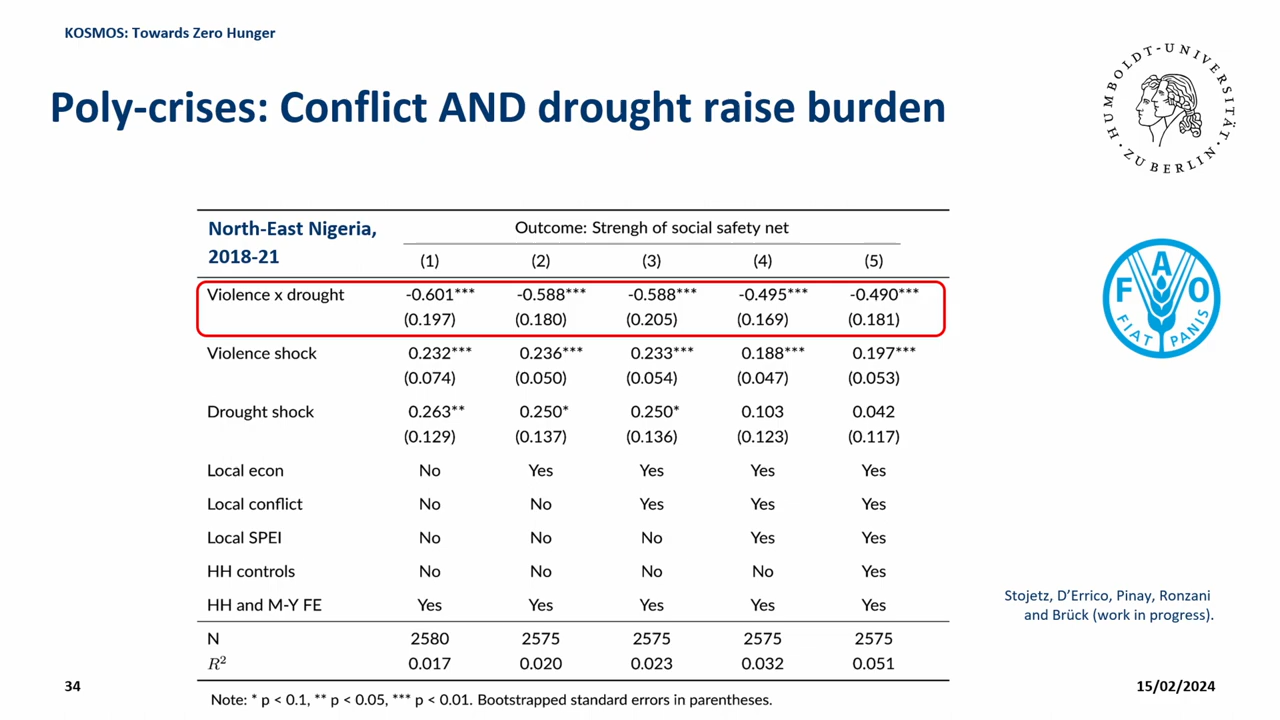 KOSMOS: Towards Zero Hunger
Poly-crises: Conflict AND drought raise burden
HUMBOLDT-UNIVERSITÄT
ZU BERLIN
North-East Nigeria,
2018-21
Outcome: Strengh of social safety net
(1) (2) (3) (4) (5)
Violence x drought -0.601*** -0.588*** -0.588*** -0.495*** -0.490***
(0.197) (0.180) (0.205) (0.169) (0.181)
Violence shock 0.232*** 0.236*** 0.233*** 0.188*** 0.197***
(0.074) (0.050) (0.054) (0.047) (0.053)
Drought shock 0.263** 0.250* 0.250* 0.103 0.042
(0.129) (0.137) (0.136) (0.123) (0.117)
Local econ No Yes Yes Yes Yes
Local conflict No No Yes Yes Yes
Local SPEI No No No Yes Yes
HH controls No No No No Yes
HH and M-Y FE Yes Yes Yes Yes Yes
N 2580 2575 2575 2575 2575
R² 0.017 0.020 0.023 0.032 0.051
Note: * p < 0.1, ** p < 0.05, *** p < 0.01. Bootstrapped standard errors in parentheses.
FAO
FIAT PANIS
Stojetz, D’Errico, Pinay, Ronzani
and Brück (work in progress).
34
15/02/2024